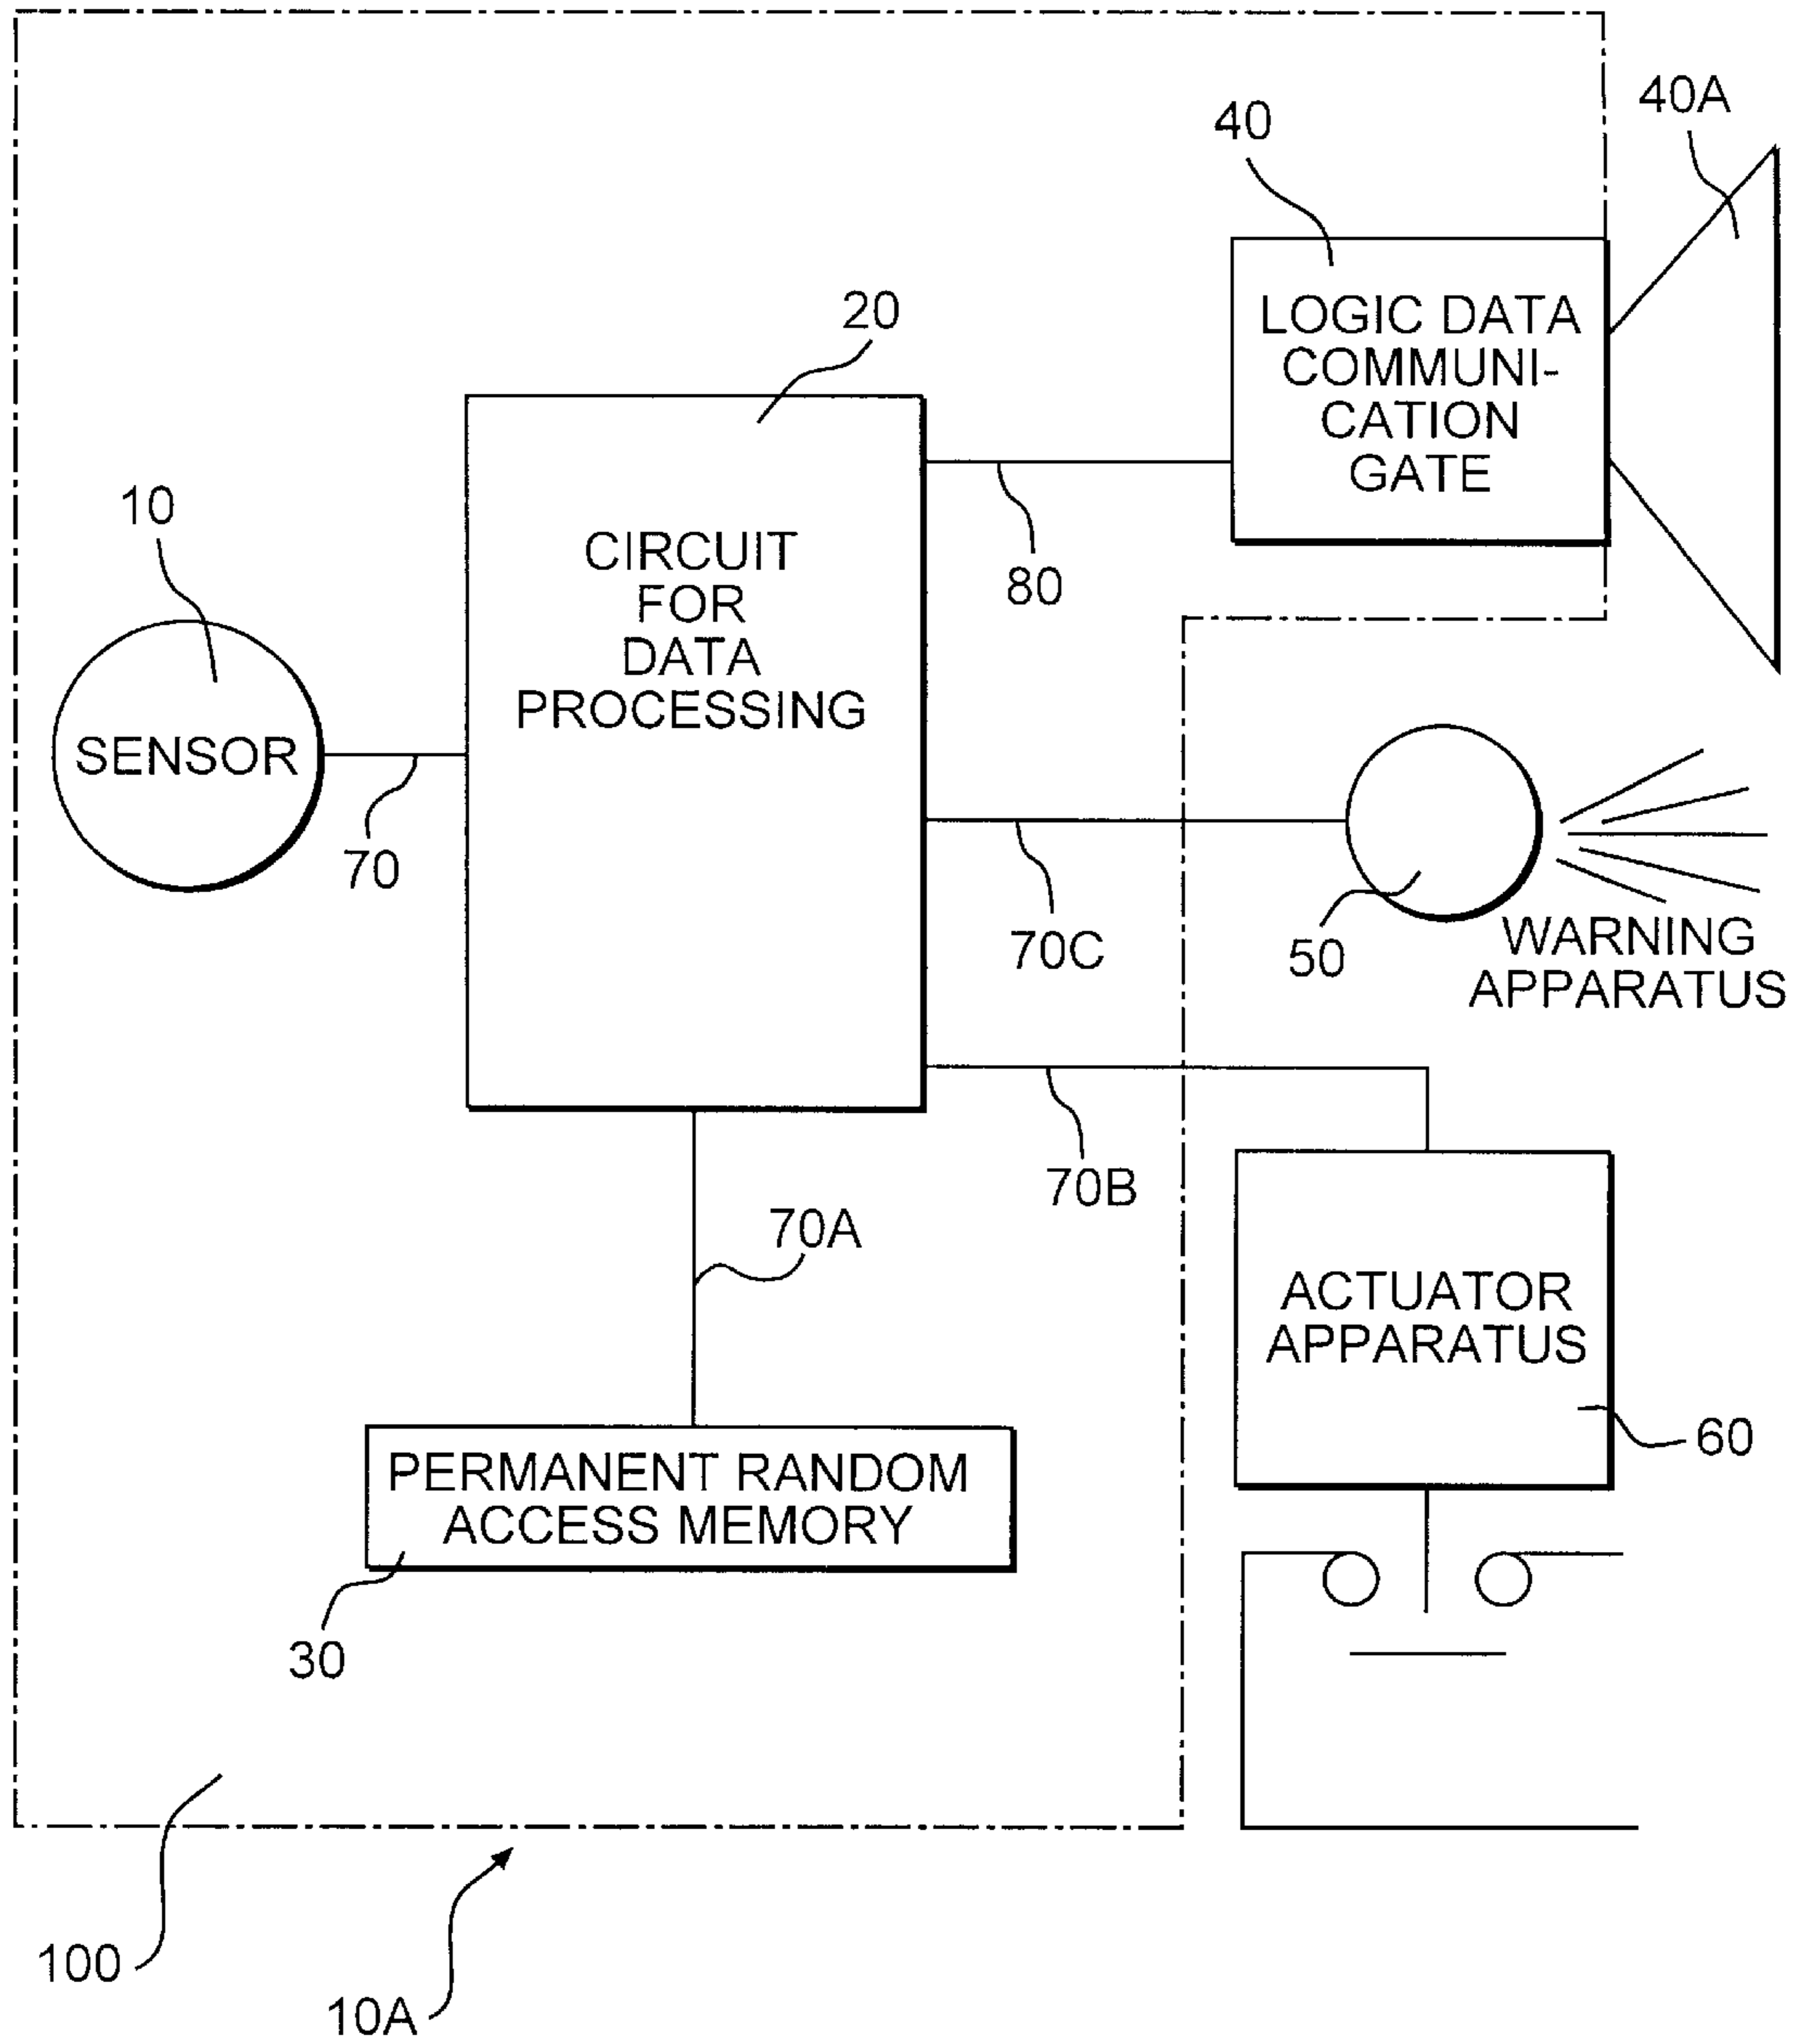 40A
40
LOGIC DATA
COMMUNI-
CATION
GATE
20
CIRCUIT
FOR
DATA
PROCESSING
80
10
SENSOR
70
70C
50
WARNING
APPARATUS
70B
70A
ACTUATOR
APPARATUS
60
PERMANENT RANDOM
ACCESS MEMORY
30
100
10A